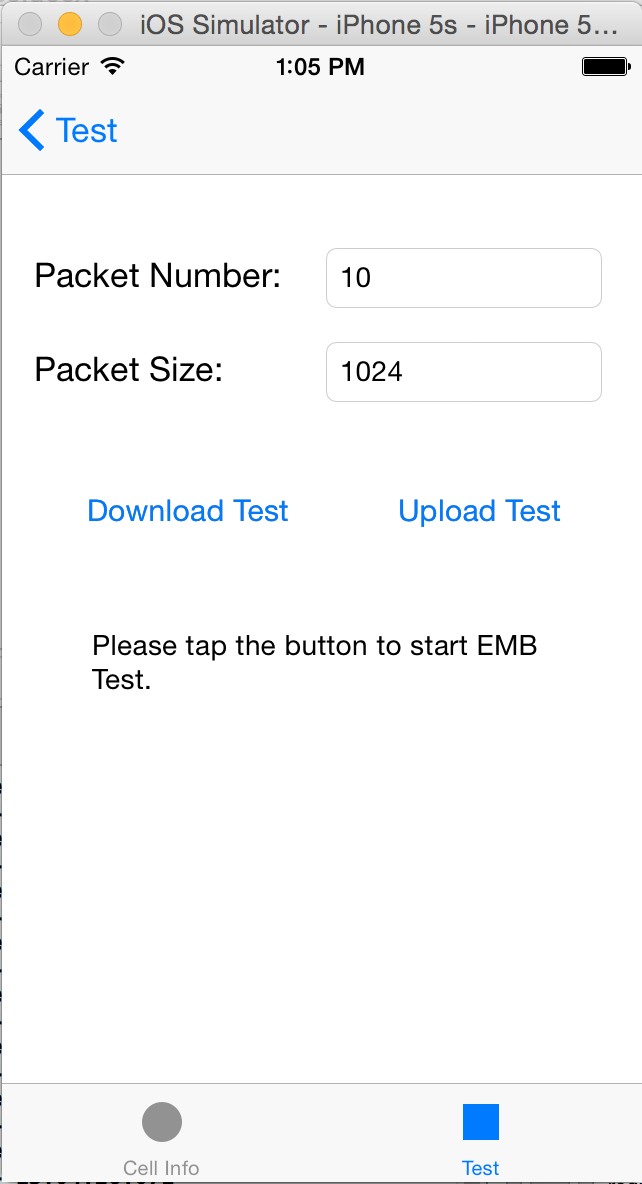 iOS Simulator - iPhone 5s - iPhone 5...
Carrier 1:05 PM
Test
Packet Number: 10
Packet Size: 1024
Download Test Upload Test
Please tap the button to start EMB
Test.
Cell Info Test